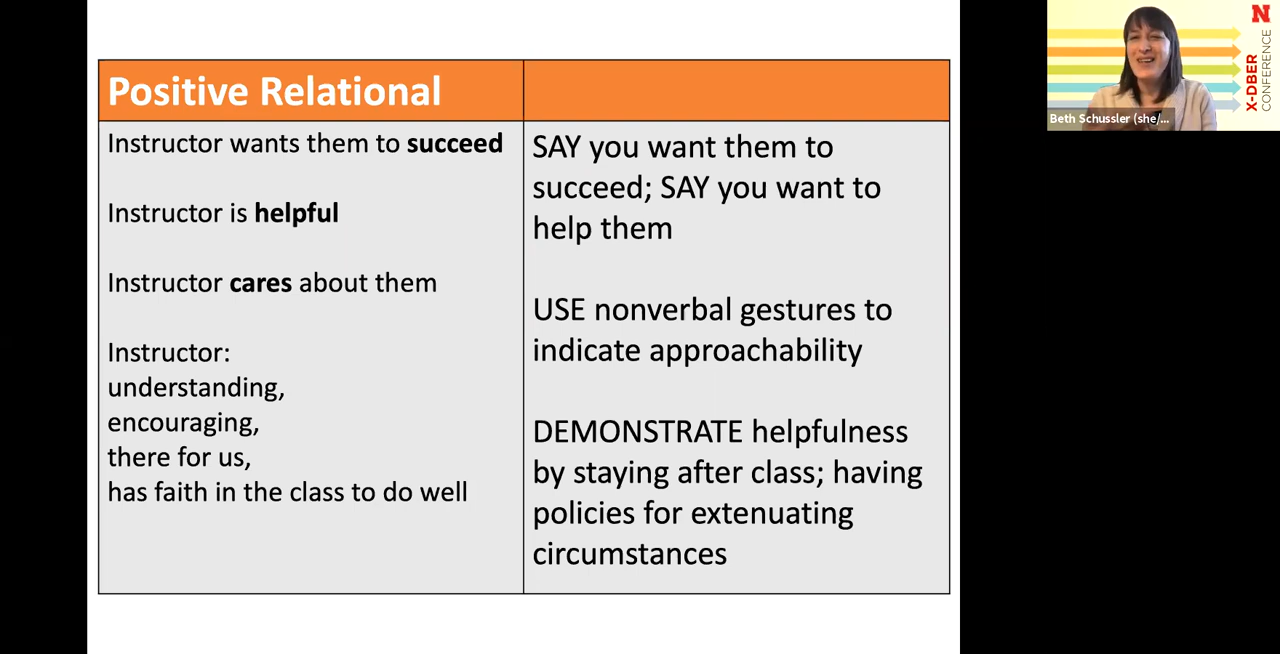 Positive Relational
Instructor wants them to succeed
Instructor is helpful
Instructor cares about them
Instructor:
understanding,
encouraging,
there for us,
has faith in the class to do well
SAY you want them to
succeed; SAY you want to
help them
USE nonverbal gestures to
indicate approachability
DEMONSTRATE helpfulness
by staying after class; having
policies for extenuating
circumstances
N
X-DBER
CONFERENCE
Beth Schussler (she/...